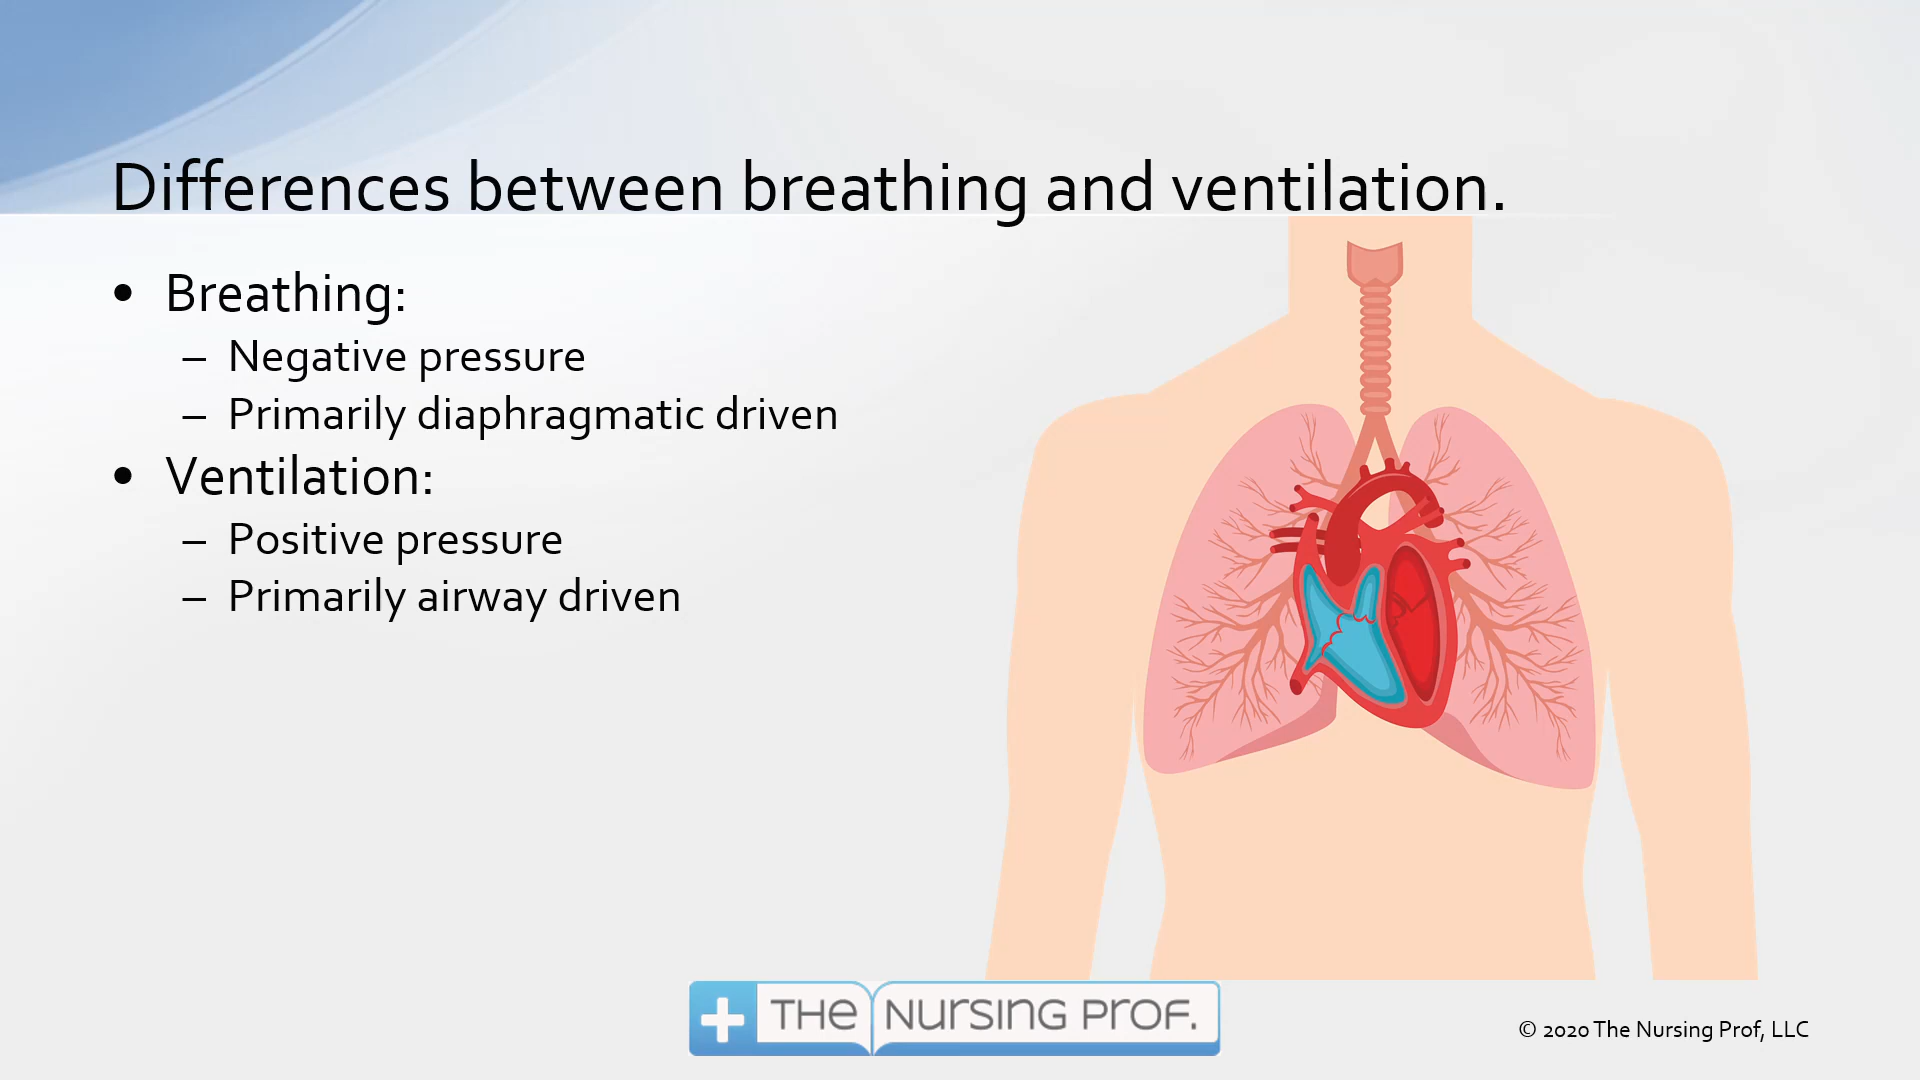 Differences between breathing and ventilation.
• Breathing:
– Negative pressure
– Primarily diaphragmatic driven
• Ventilation:
– Positive pressure
– Primarily airway driven
THE NURSING PROF.
© 2020 The Nursing Prof, LLC